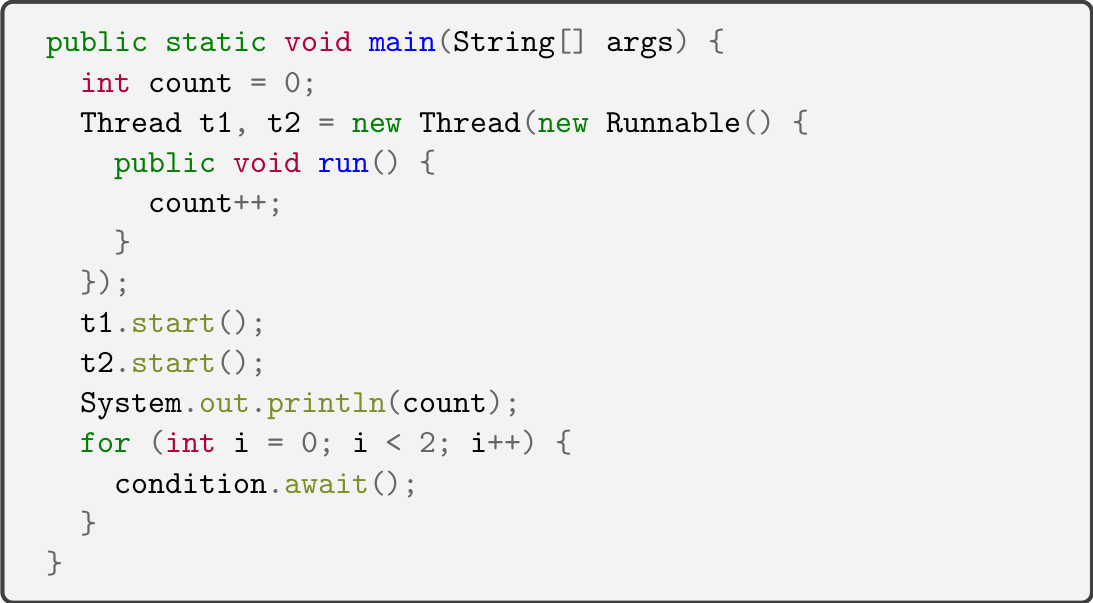 public static void main(String[] args) {
  int count = 0;
  Thread t1, t2 = new Thread(new Runnable() {
    public void run() {
      count++;
    }
  });
  t1.start();
  t2.start();
  System.out.println(count);
  for (int i = 0; i < 2; i++) {
    condition.await();
  }
}